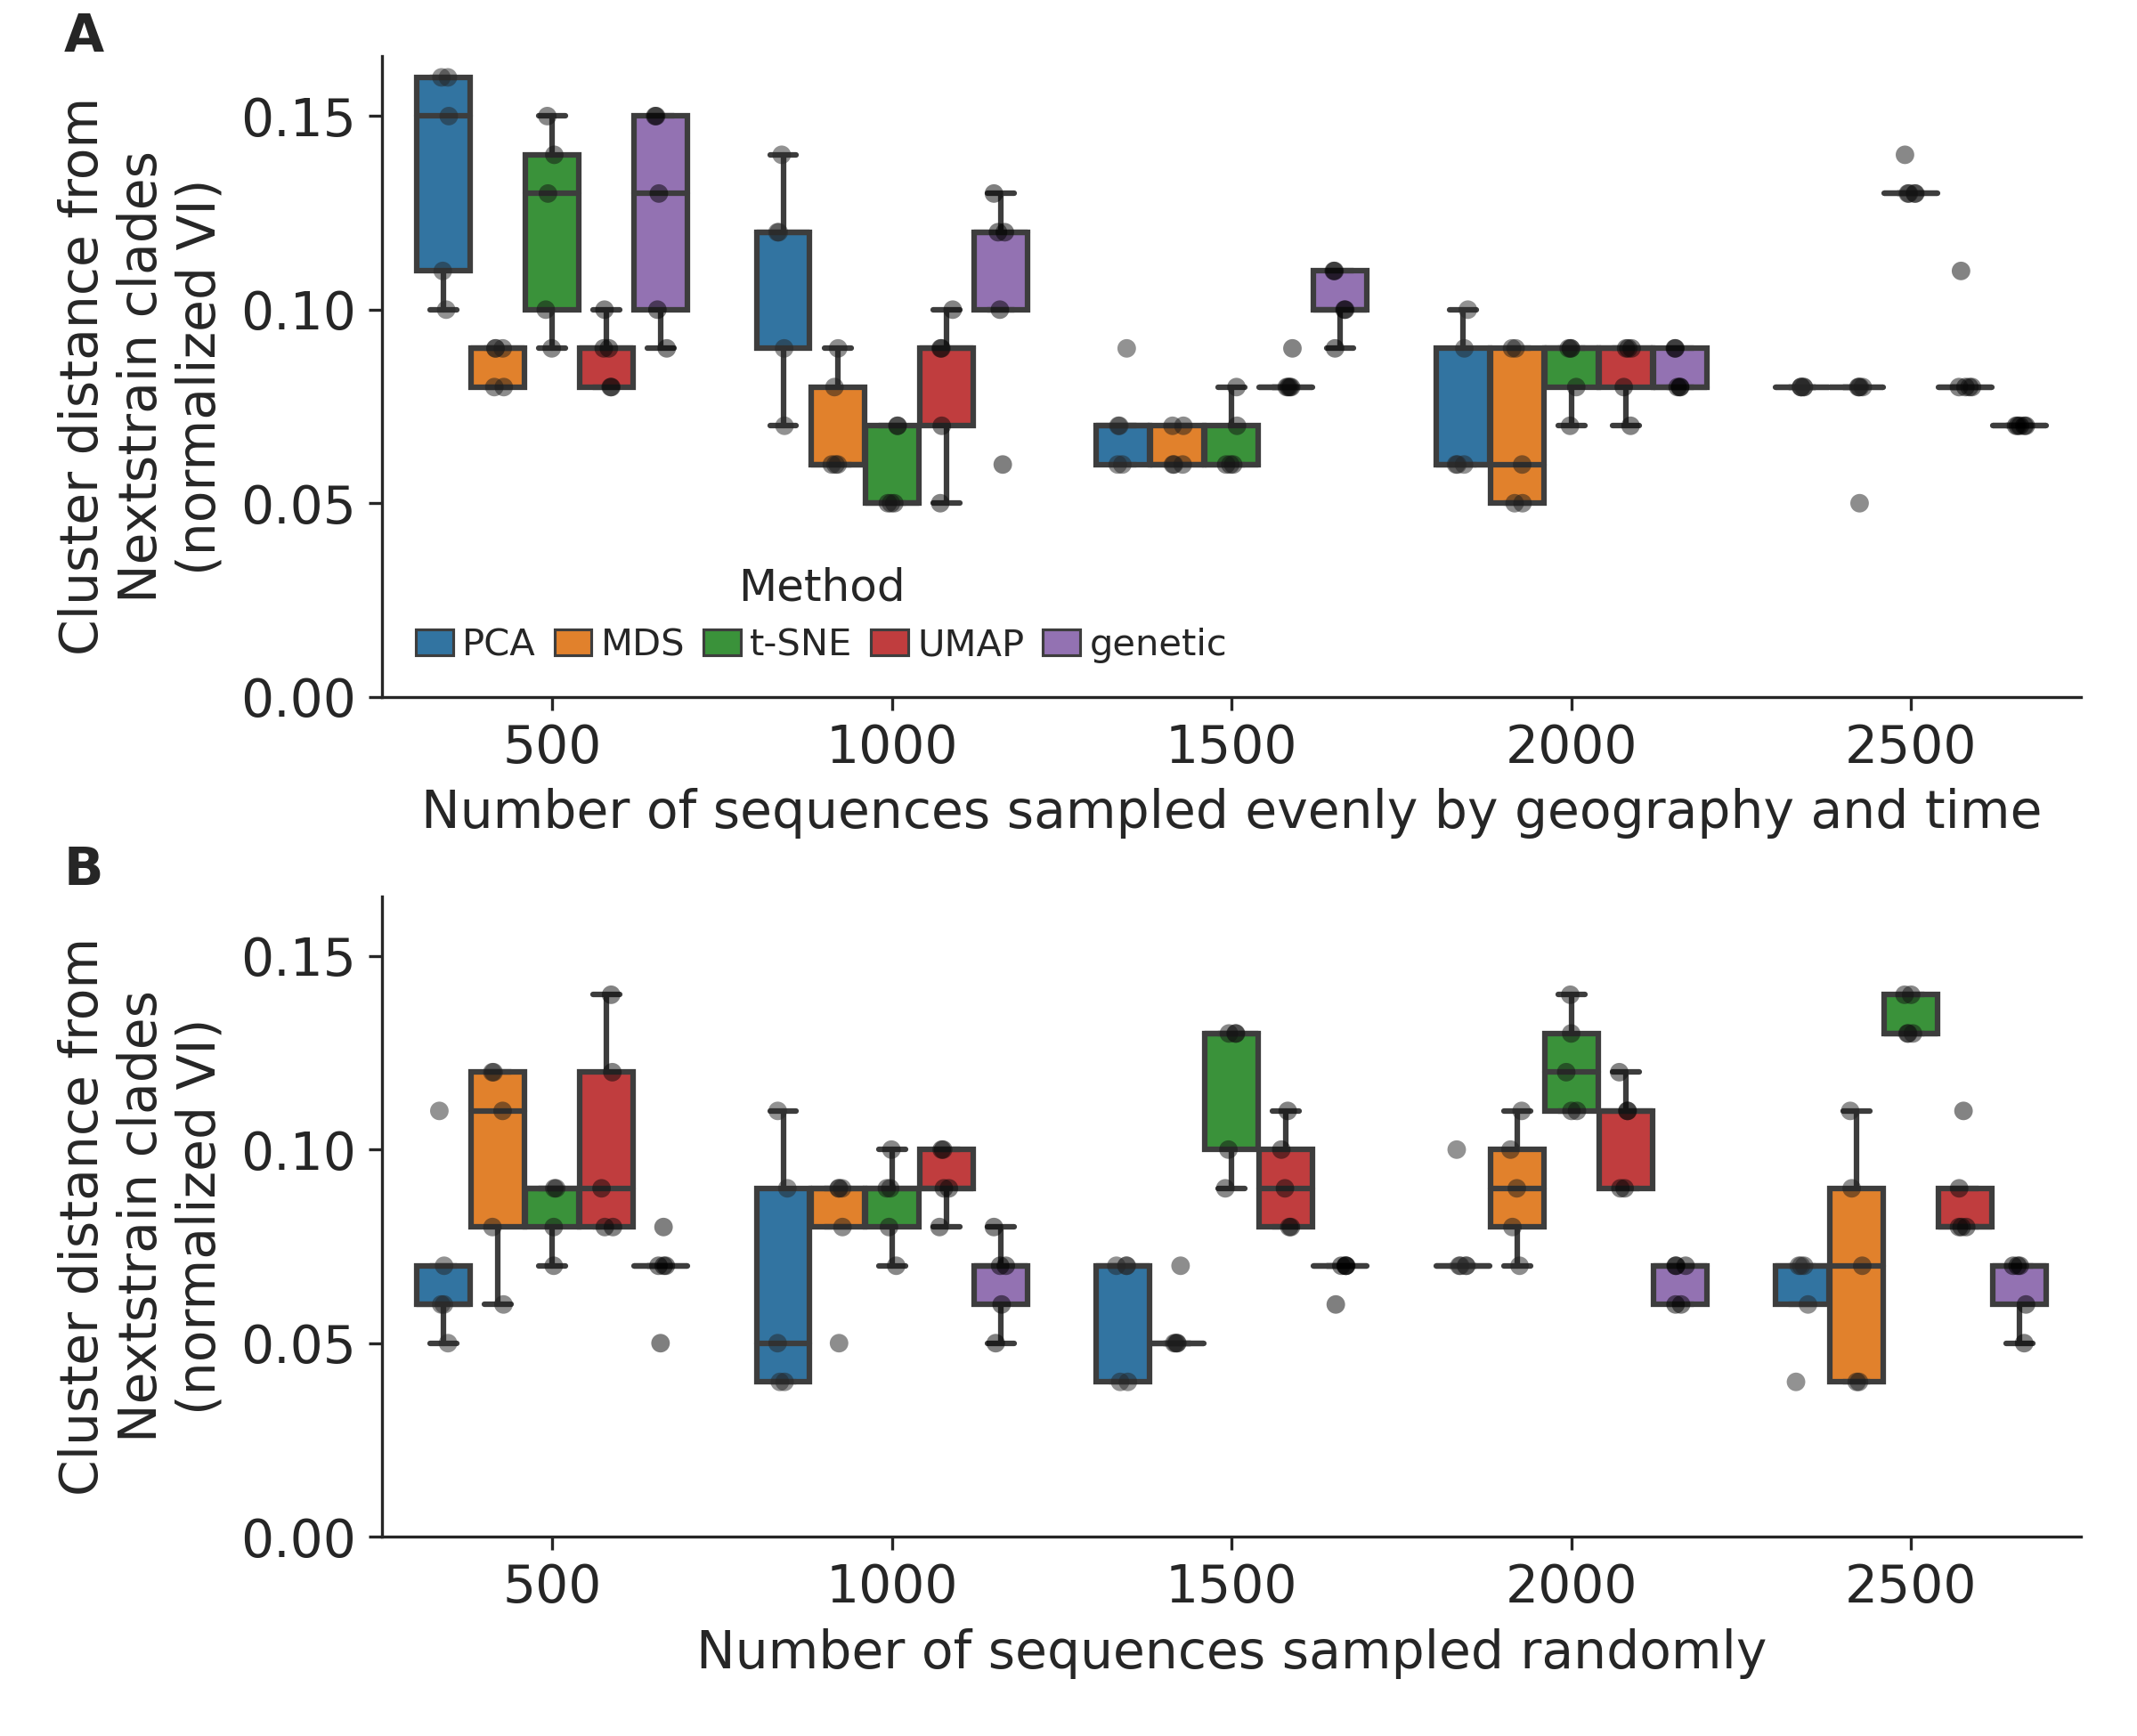 A
Cluster distance from
Nextstrain clades
(normalized VI)
0.15
0.10
0.05
0.00
Method
PCA MDS t-SNE UMAP genetic
500 1000 1500 2000 2500
Number of sequences sampled evenly by geography and time
B
Cluster distance from
Nextstrain clades
(normalized VI)
0.15
0.10
0.05
0.00
500 1000 1500 2000 2500
Number of sequences sampled randomly